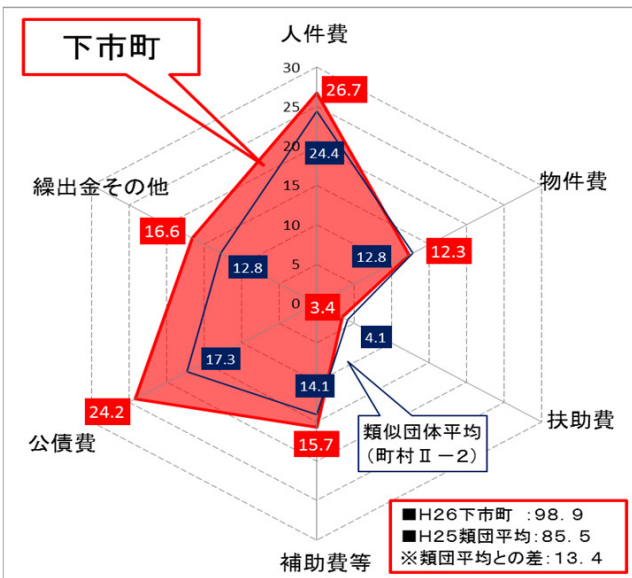 人件費
下市町
30
26.7
25
24.4
20
繰出金その他
物件費
15
16.6
12.8
10
12.8
12.3
5
0
3.4
4.1
17.3
14.1
24.2
15.7
公債費
類似団体平均
(町村Ⅱ-2)
扶助費
補助費等
■H26下市町 :98.9
■H25類団平均:85.5
※類団平均との差:13.4